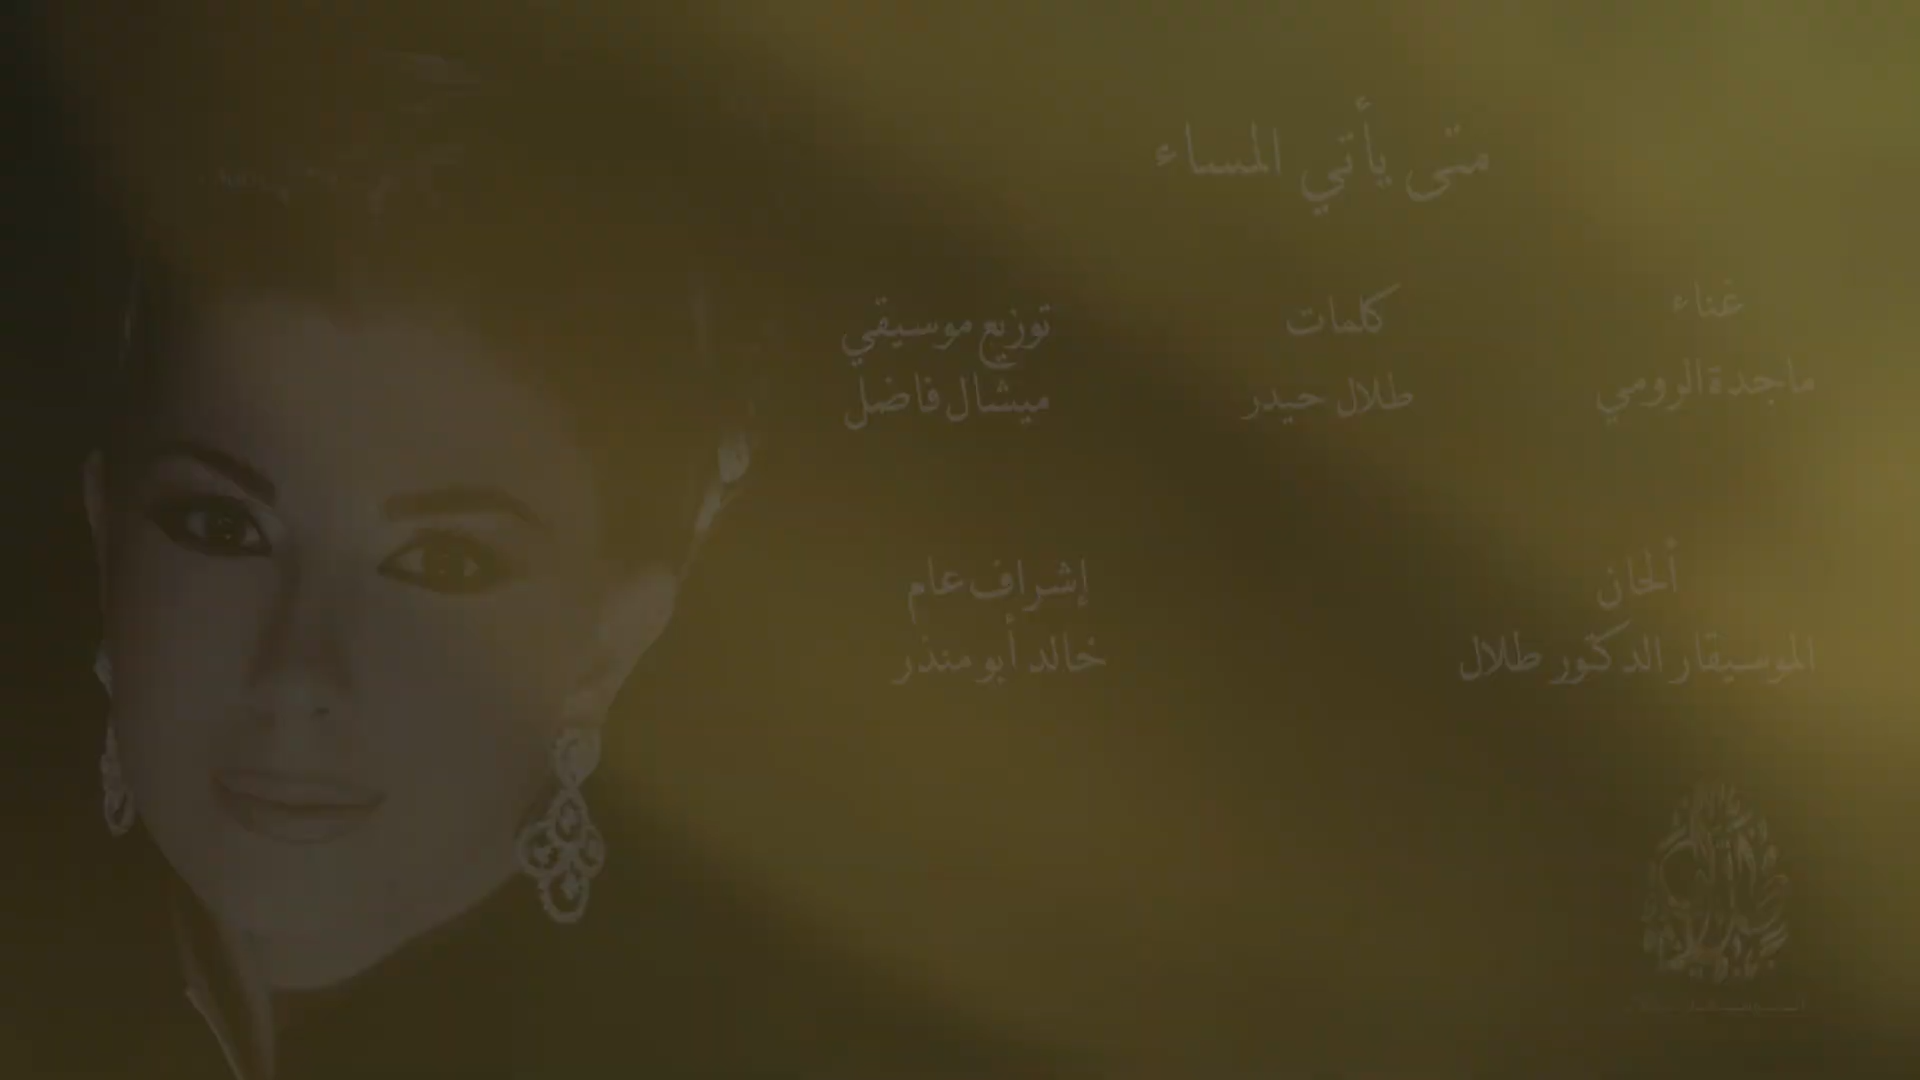 متى يأتي المساء
غناء
ماجدة الرومي
كلمات
طلال حيدر
توزيع موسيقي
ميشال فاضل
ألحان
الموسيقار الدكتور طلال
إشراف عام
خالد أبو منذر